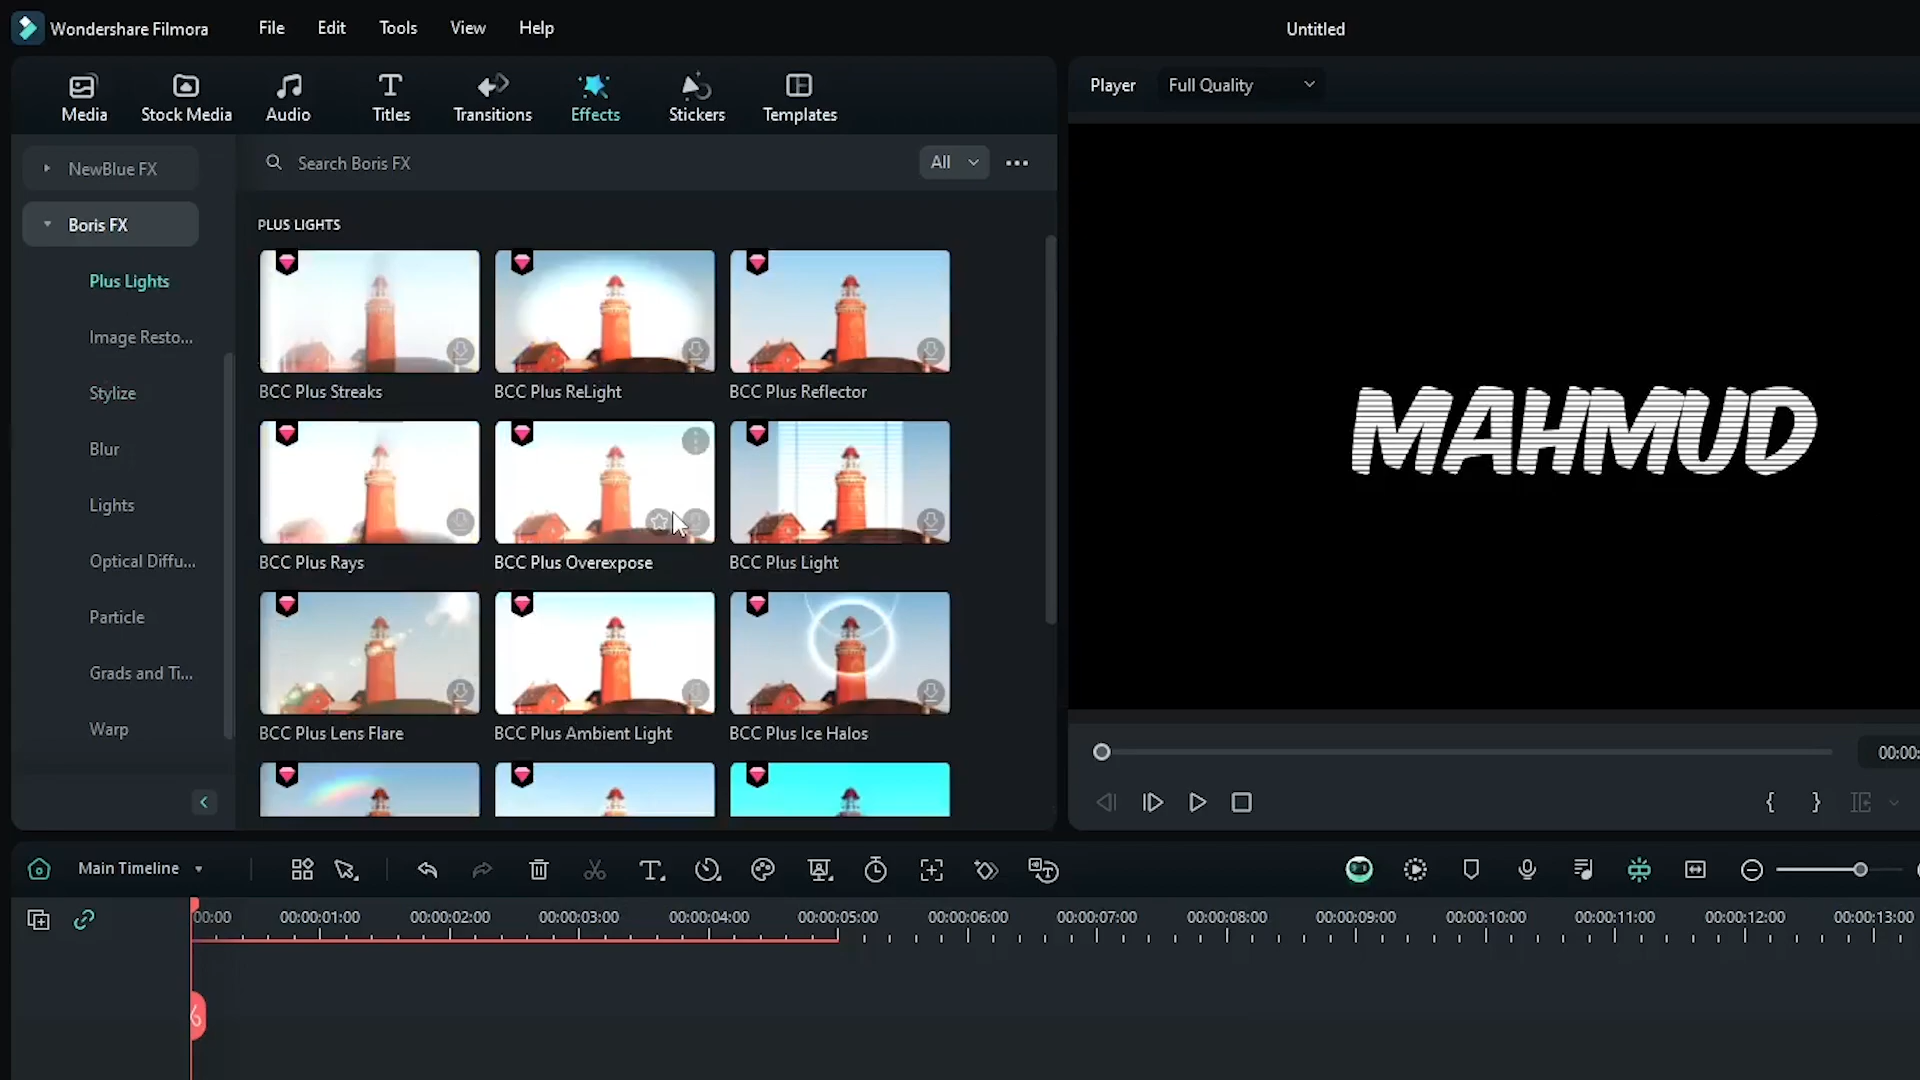 Wondershare Filmora
File
Edit
Tools
View
Help
Untitled
Media
Stock Media
Audio
Titles
Transitions
Effects
Stickers
Templates
Player
Full Quality
NewBlue FX
Boris FX
Plus Lights
Image Resto...
Stylize
Blur
Lights
Optical Diffu...
Particle
Grads and Ti...
Warp
Search Boris FX
All
PLUS LIGHTS
BCC Plus Streaks
BCC Plus ReLight
BCC Plus Reflector
BCC Plus Rays
BCC Plus Overexpose
BCC Plus Light
BCC Plus Lens Flare
BCC Plus Ambient Light
BCC Plus Ice Halos
MAHMUD
00:00:
Main Timeline
00:00
00:00:01:00
00:00:02:00
00:00:03:00
00:00:04:00
00:00:05:00
00:00:06:00
00:00:07:00
00:00:08:00
00:00:09:00
00:00:10:00
00:00:11:00
00:00:12:00
00:00:13:00